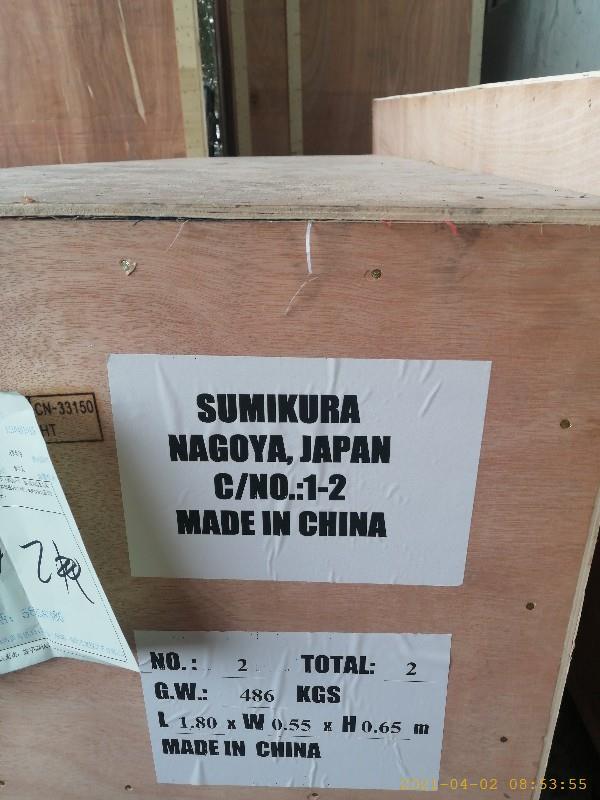 CN-33150
HT
SUMIKURA
NAGOYA, JAPAN
C/NO.:1-2
MADE IN CHINA
NO.: 2 TOTAL: 2
G.W.: 486 KGS
L 1.80 x W 0.55 x H 0.65 m
MADE IN CHINA
2021-04-02 08:53:55